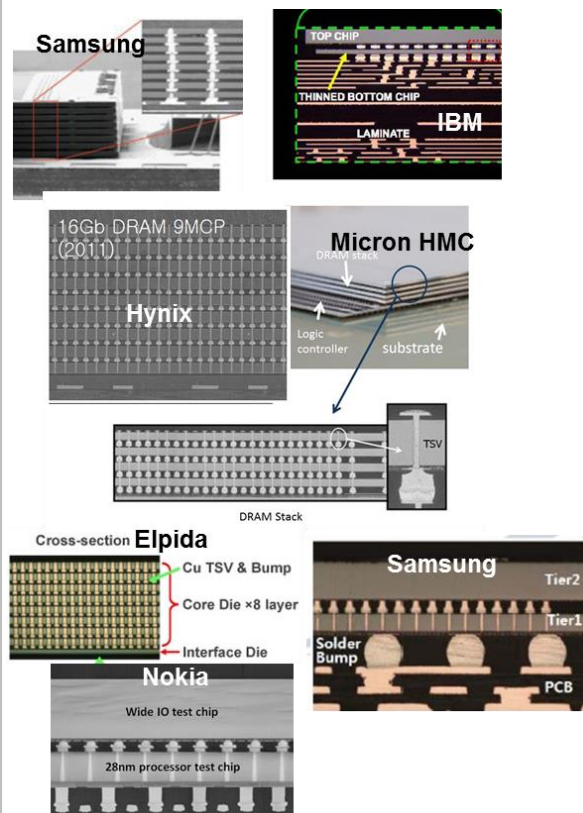 Samsung
TOP CHIP
THINNED BOTTOM CHIP
IBM
LAMINATE
16Gb DRAM 9MCP
(2011)
Hynix
Micron HMC
DRAM stack
Logic
controller
substrate
TSV
DRAM Stack
Cross-section Elpida
Cu TSV & Bump
Core Die ×8 layer
Interface Die
Samsung
Tier2
Tier1
Solder
Bump
PCB
Nokia
Wide IO test chip
28nm processor test chip